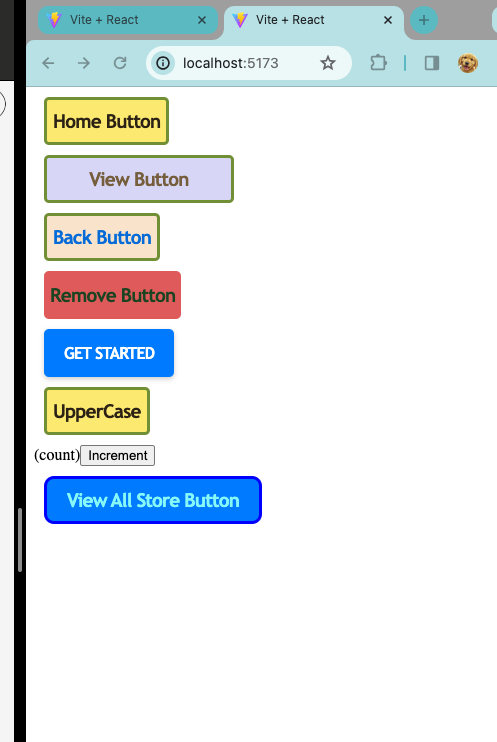 Vite + React
Vite + React
localhost:5173
Home Button
View Button
Back Button
Remove Button
GET STARTED
UpperCase
(count) Increment
View All Store Button